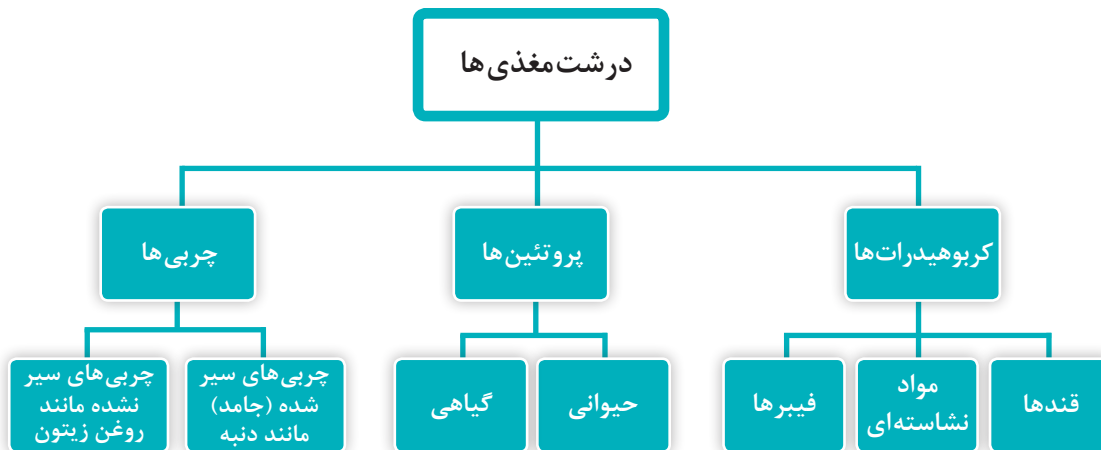 درشت‌مغذی‌ها
کربوهیدرات‌ها
پروتئین‌ها
چربی‌ها
قندها
مواد
نشاسته‌ای
فیبرها
حیوانی
گیاهی
چربی‌های سیر
شده (جامد)
مانند دنبه
چربی‌های سیر
نشده مانند
روغن زیتون